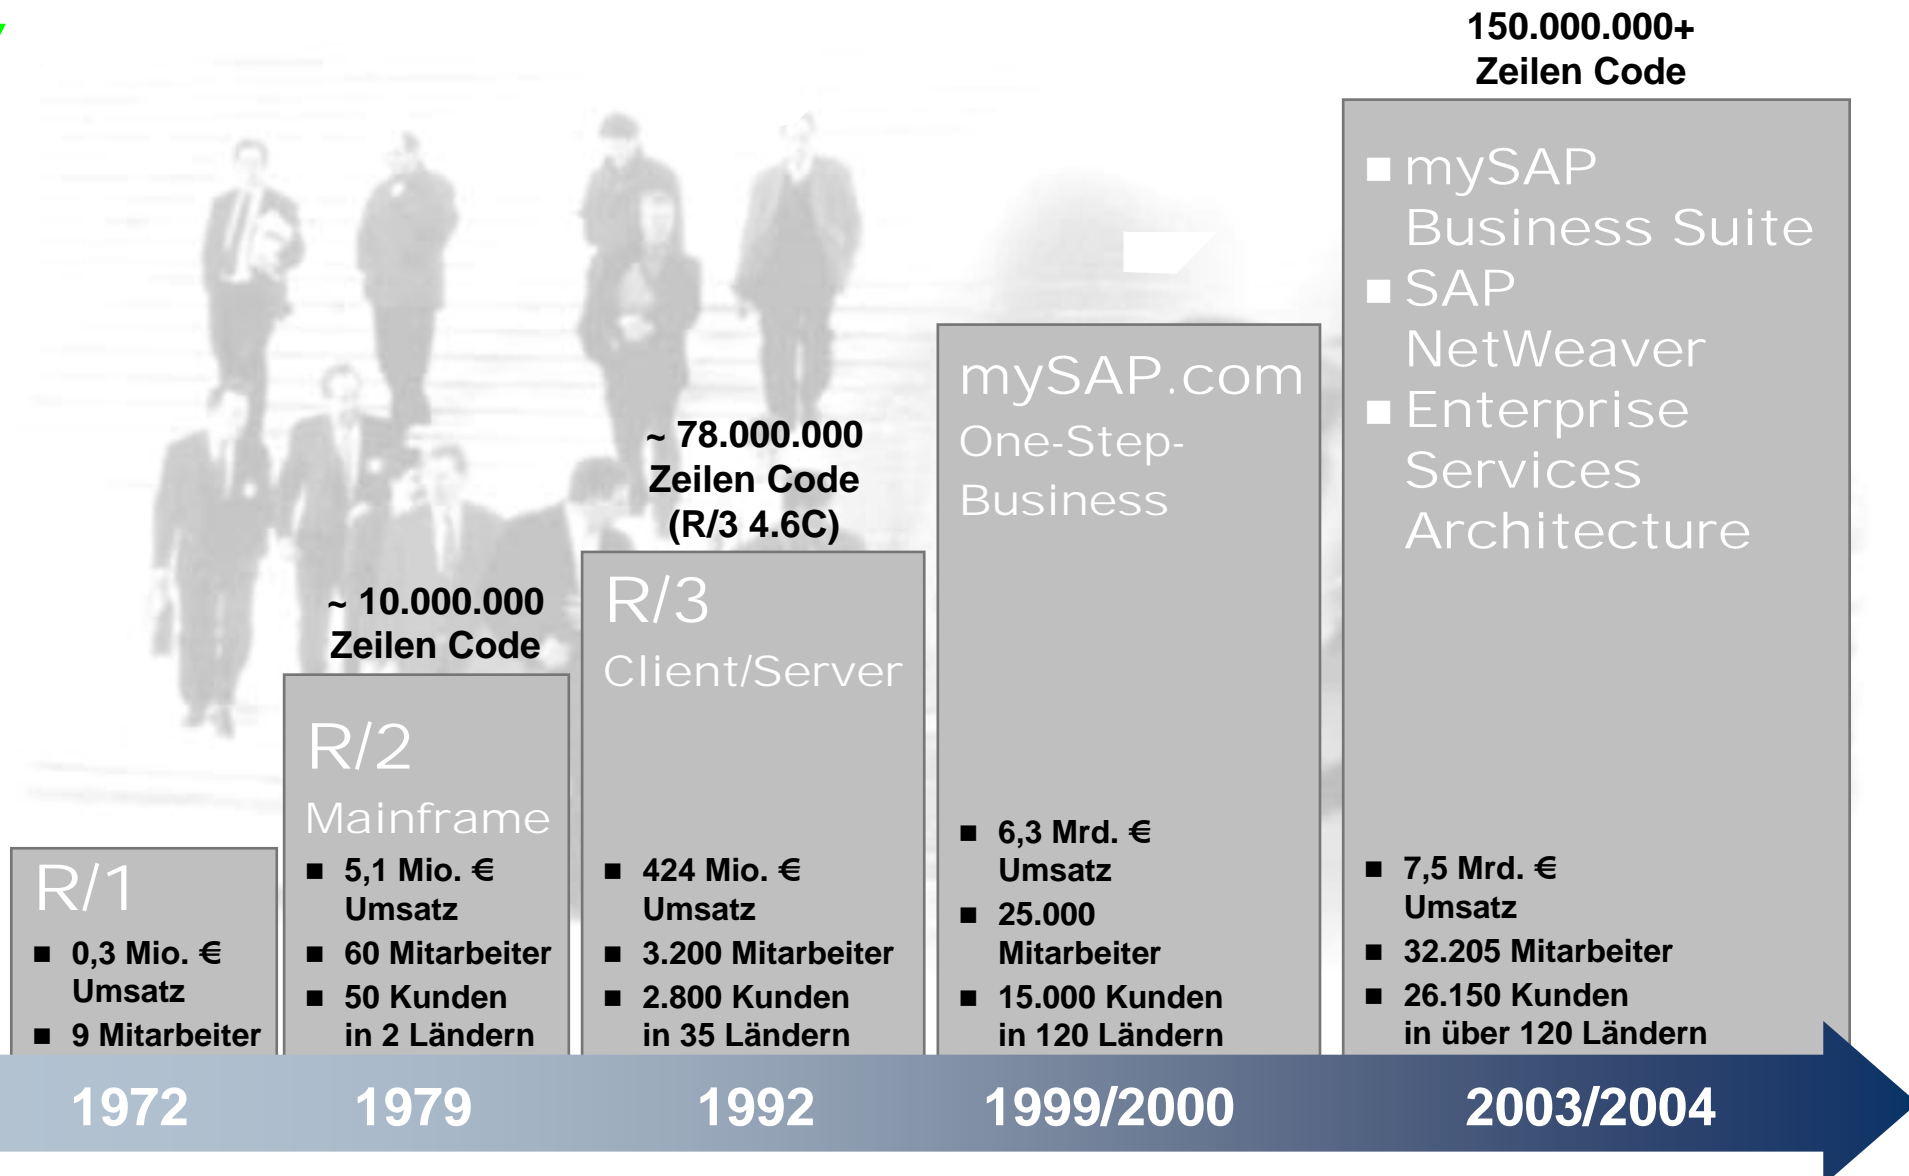 R/1
■ 0,3 Mio. €
Umsatz
■ 9 Mitarbeiter
1972
~ 10.000.000
Zeilen Code
R/2
Mainframe
■ 5,1 Mio. €
Umsatz
■ 60 Mitarbeiter
■ 50 Kunden
in 2 Ländern
1979
~ 78.000.000
Zeilen Code
(R/3 4.6C)
R/3
Client/Server
■ 424 Mio. €
Umsatz
■ 3.200 Mitarbeiter
■ 2.800 Kunden
in 35 Ländern
1992
mySAP.com
One-Step-
Business
■ 6,3 Mrd. €
Umsatz
■ 25.000
Mitarbeiter
■ 15.000 Kunden
in 120 Ländern
1999/2000
150.000.000+
Zeilen Code
■ mySAP
Business Suite
■ SAP
NetWeaver
■ Enterprise
Services
Architecture
■ 7,5 Mrd. €
Umsatz
■ 32.205 Mitarbeiter
■ 26.150 Kunden
in über 120 Ländern
2003/2004